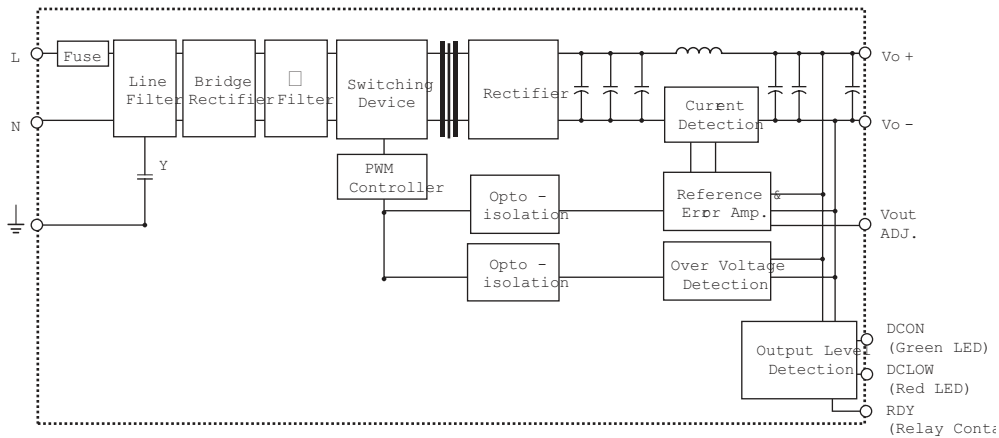 L
Fuse
Line
Filter
Bridge
Rectifier
□
Filter
Switching
Device
Rectifier
Current
Detection
Vo +
N
Vo -
Y
PWM
Controller
Opto -
isolation
Reference &
Error Amp.
Vout
ADJ.
Opto -
isolation
Over Voltage
Detection
Output Level
Detection
DCON
(Green LED)
DCLOW
(Red LED)
RDY
(Relay Conta